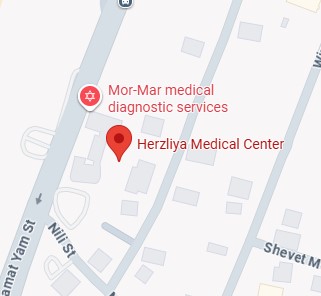 Mor-Mar medical
diagnostic services
Herzliya Medical Center
Nili St
amat Yam St
Shevet M